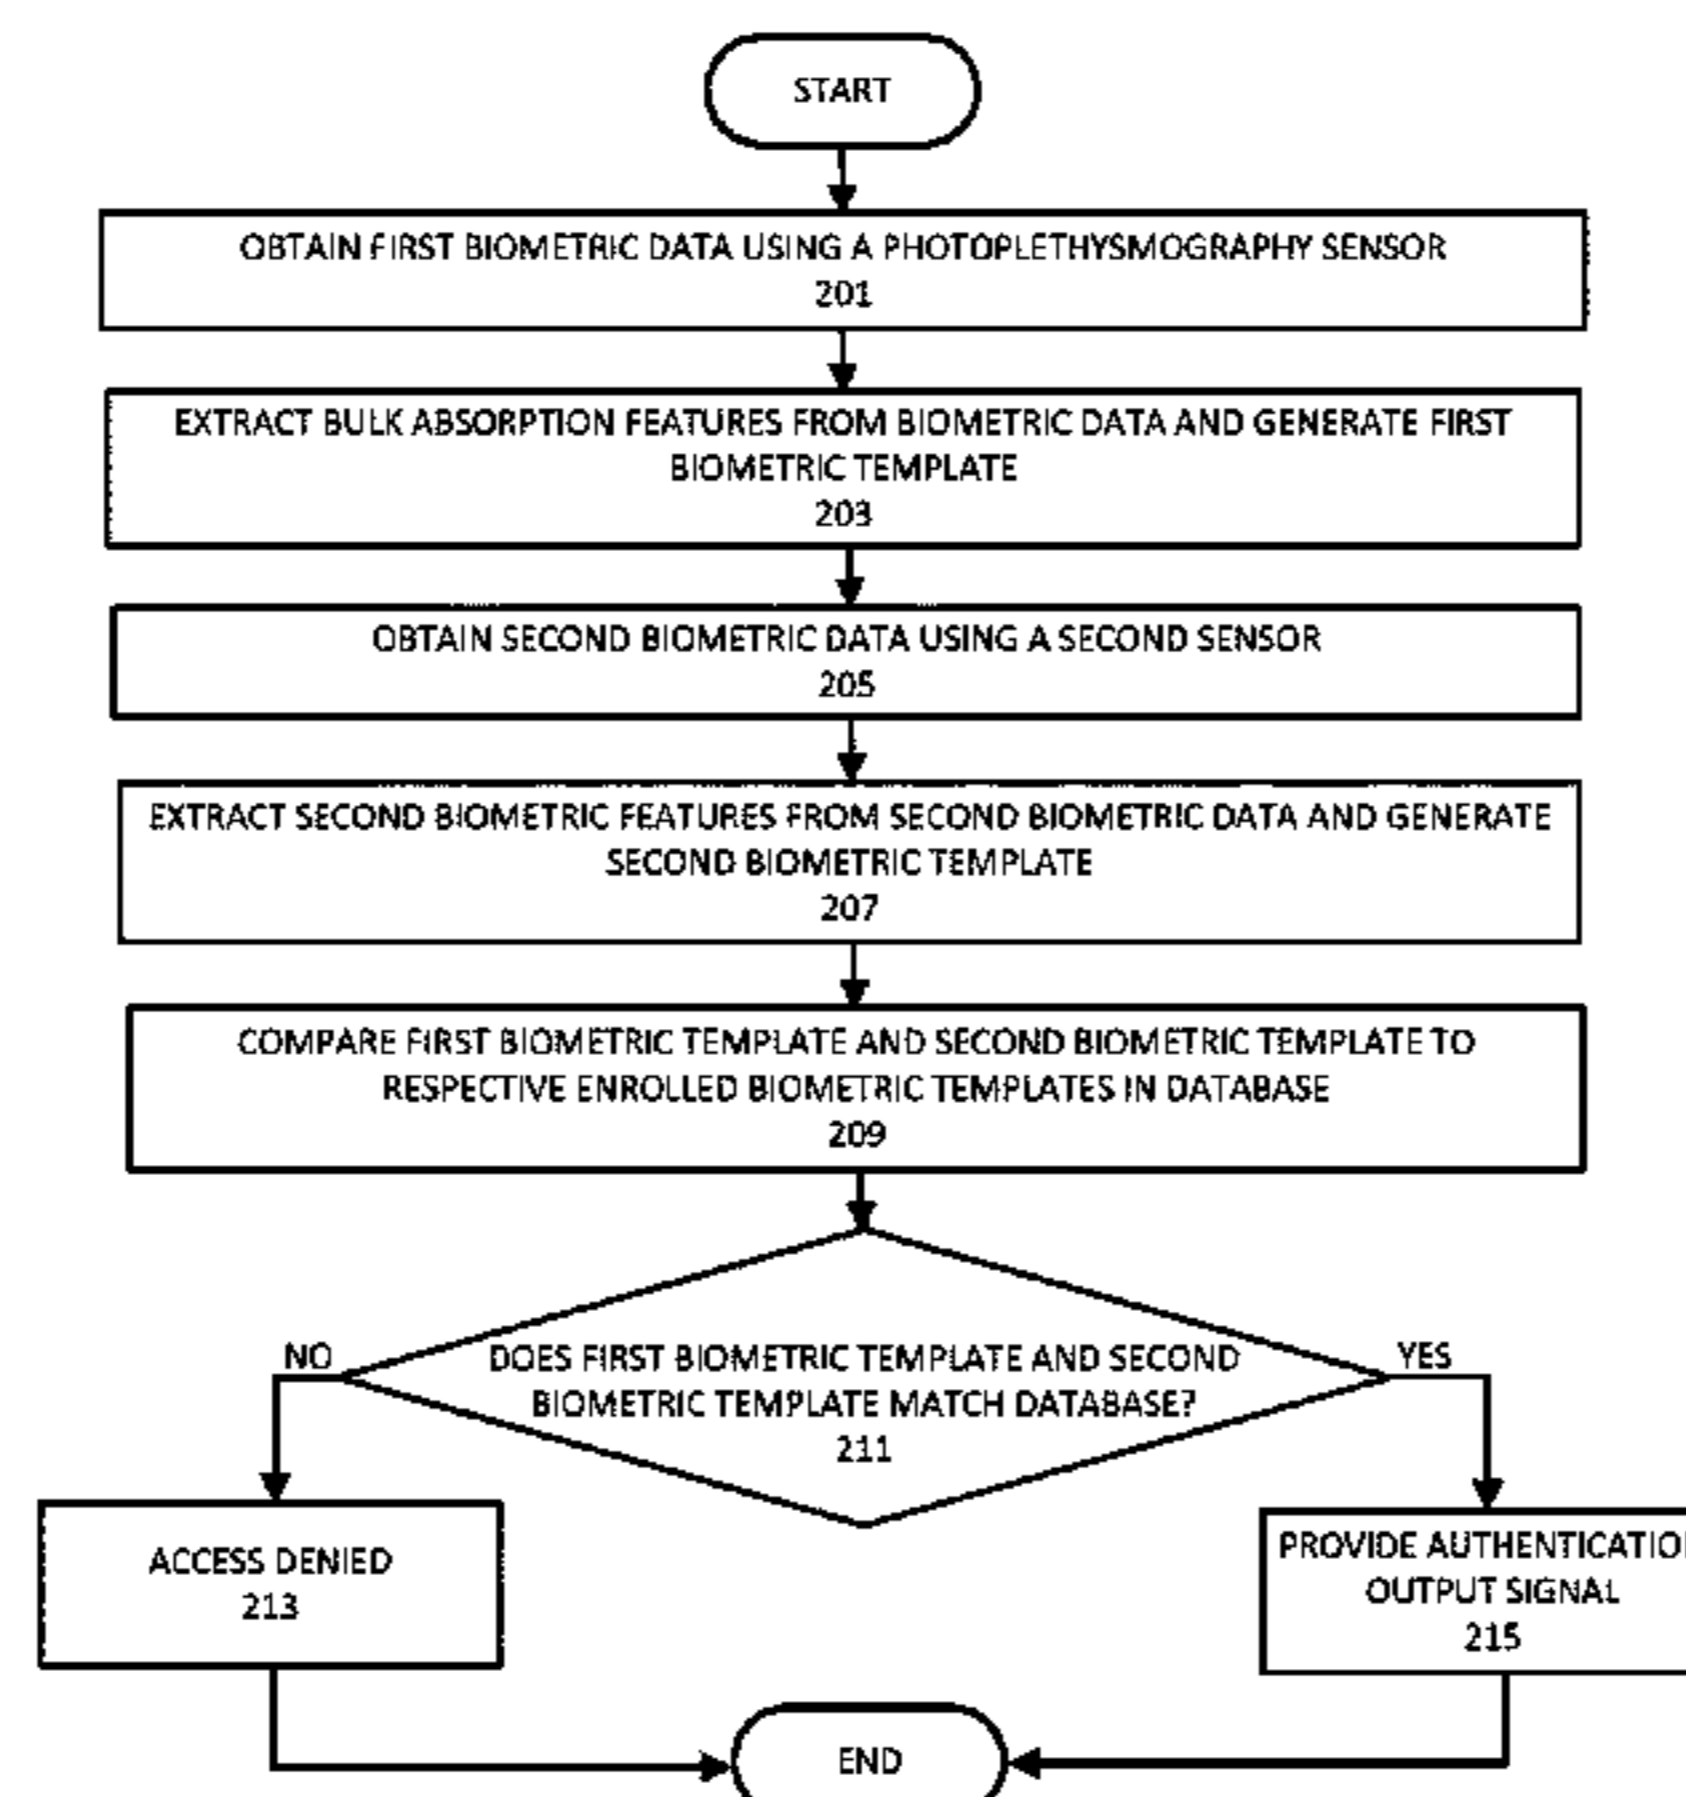 START
OBTAIN FIRST BIOMETRIC DATA USING A PHOTOPLETHYSMOGRAPHY SENSOR
201
EXTRACT BULK ABSORPTION FEATURES FROM BIOMETRIC DATA AND GENERATE FIRST
BIOMETRIC TEMPLATE
203
OBTAIN SECOND BIOMETRIC DATA USING A SECOND SENSOR
205
EXTRACT SECOND BIOMETRIC FEATURES FROM SECOND BIOMETRIC DATA AND GENERATE
SECOND BIOMETRIC TEMPLATE
207
COMPARE FIRST BIOMETRIC TEMPLATE AND SECOND BIOMETRIC TEMPLATE TO
RESPECTIVE ENROLLED BIOMETRIC TEMPLATES IN DATABASE
209
NO
DOES FIRST BIOMETRIC TEMPLATE AND SECOND
BIOMETRIC TEMPLATE MATCH DATABASE?
211
YES
ACCESS DENIED
213
PROVIDE AUTHENTICATIO
OUTPUT SIGNAL
215
END